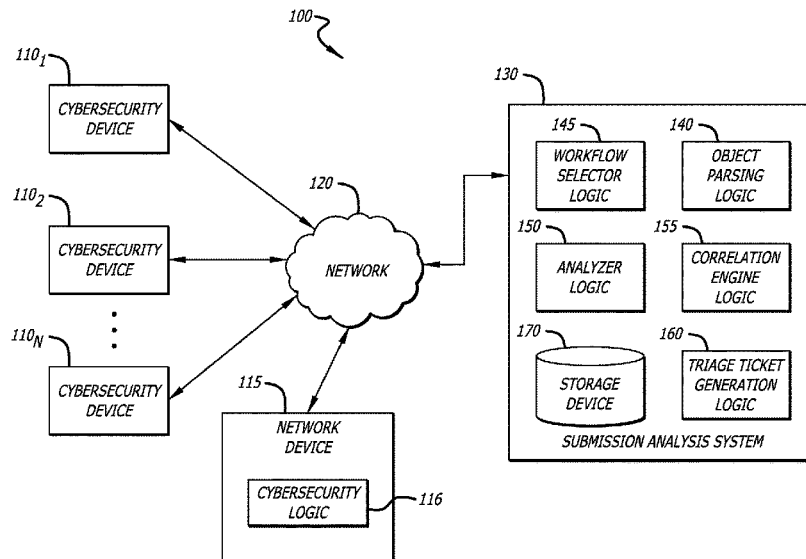 100
110₁
CYBERSECURITY
DEVICE
110₂
CYBERSECURITY
DEVICE
110N
CYBERSECURITY
DEVICE
120
NETWORK
115
NETWORK
DEVICE
CYBERSECURITY
LOGIC
116
130
145
WORKFLOW
SELECTOR
LOGIC
140
OBJECT
PARSING
LOGIC
150
ANALYZER
LOGIC
155
CORRELATION
ENGINE
LOGIC
170
STORAGE
DEVICE
160
TRIAGE TICKET
GENERATION
LOGIC
SUBMISSION ANALYSIS SYSTEM